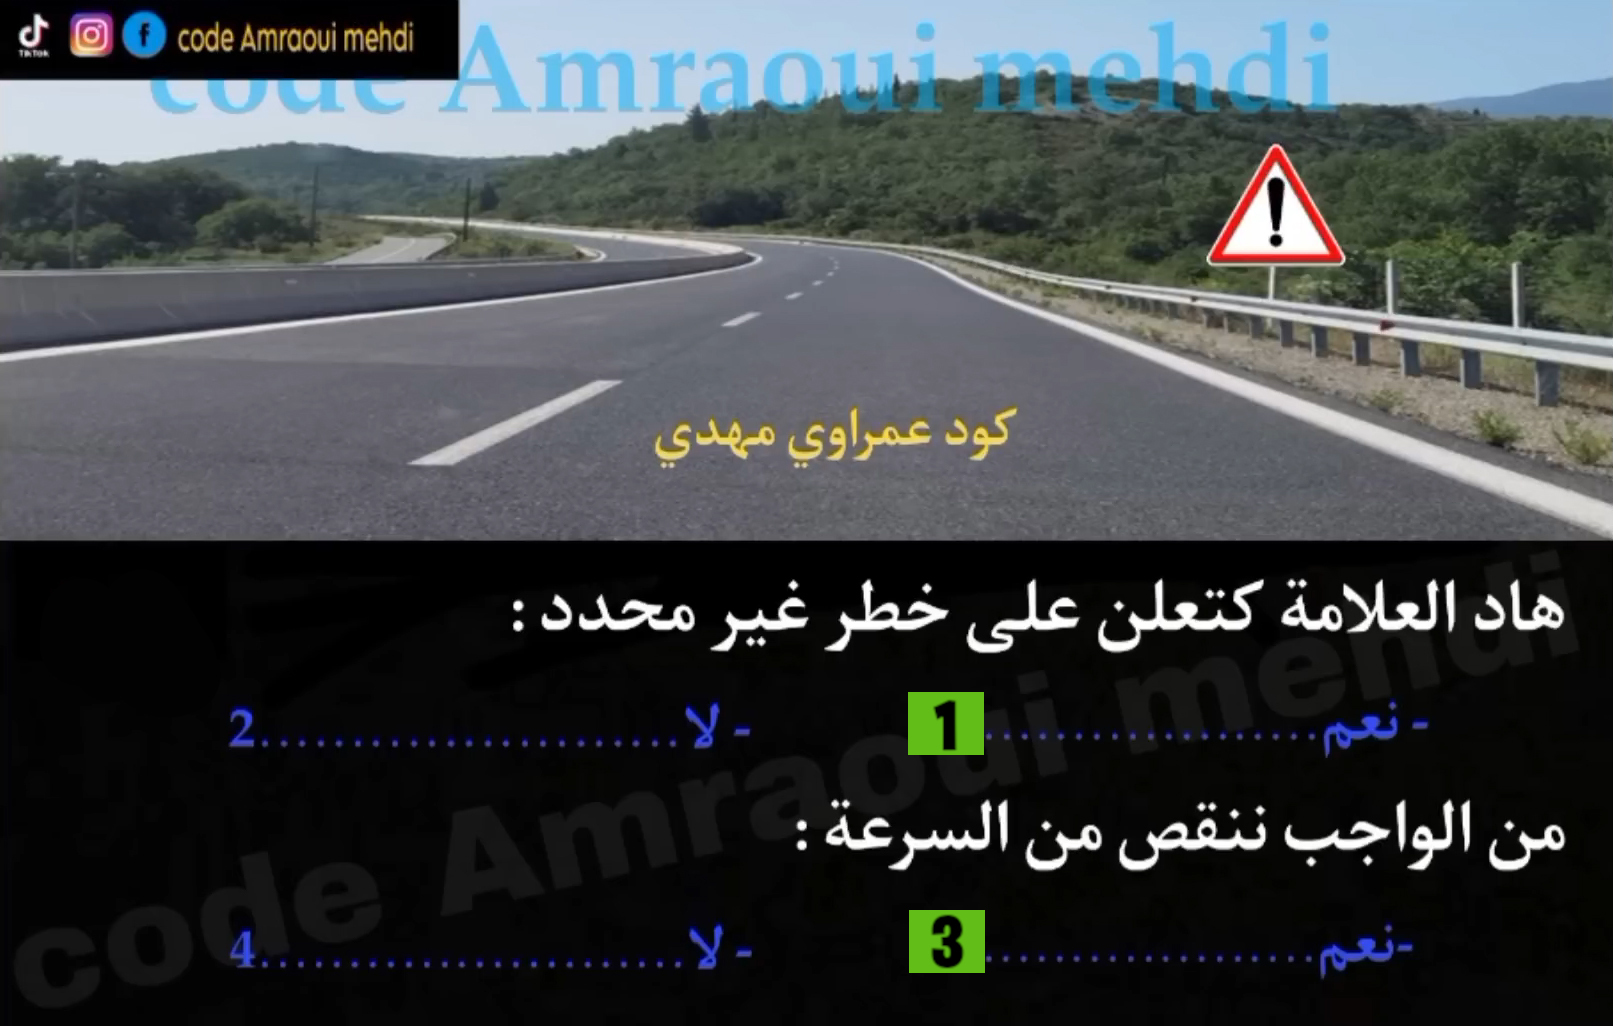 TikTok code Amraoui mehdi
code Amraoui mehdi
كود عمراوي مهدي
هاد العلامة كتعلن على خطر غير محدد :
- نعم....................1 - لا.........................2
من الواجب ننقص من السرعة :
-نعم....................3 - لا.........................4
code Amraoui mehdi